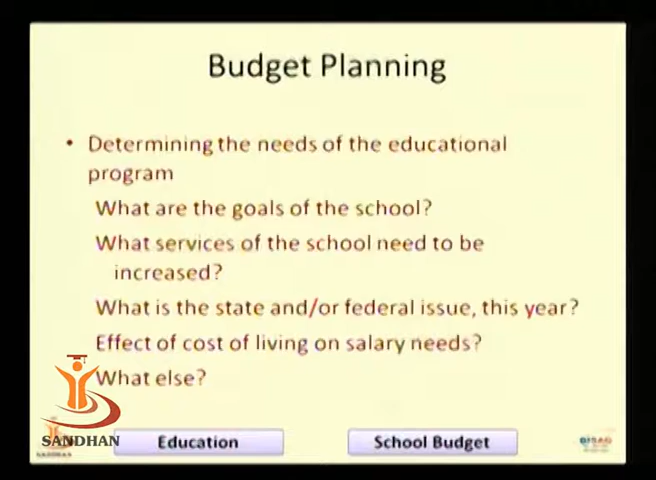 Budget Planning
• Determining the needs of the educational
program
What are the goals of the school?
What services of the school need to be
increased?
What is the state and/or federal issue, this year?
Effect of cost of living on salary needs?
What else?
SANDHAN
Education
School Budget